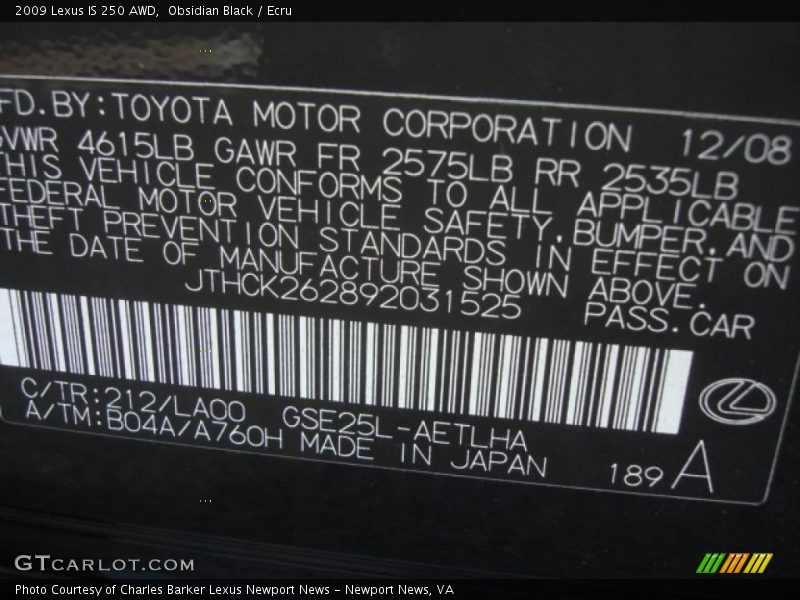 2009 Lexus IS 250 AWD, Obsidian Black / Ecru
FD.BY:TOYOTA MOTOR CORPORATION 12/08
GVWR 4615LB GAWR FR 2575LB RR 2535LB
THIS VEHICLE CONFORMS TO ALL APPLICABLE
FEDERAL MOTOR VEHICLE SAFETY,BUMPER,AND
THEFT PREVENTION STANDARDS IN EFFECT ON
THE DATE OF MANUFACTURE SHOWN ABOVE.
JTHCK262892031525 PASS.CAR
C/TR:212/LA00 GSE25L-AETLHA
A/TM:B04A/A760H MADE IN JAPAN
189 A
GTCARLOT.COM
Photo Courtesy of Charles Barker Lexus Newport News – Newport News, VA